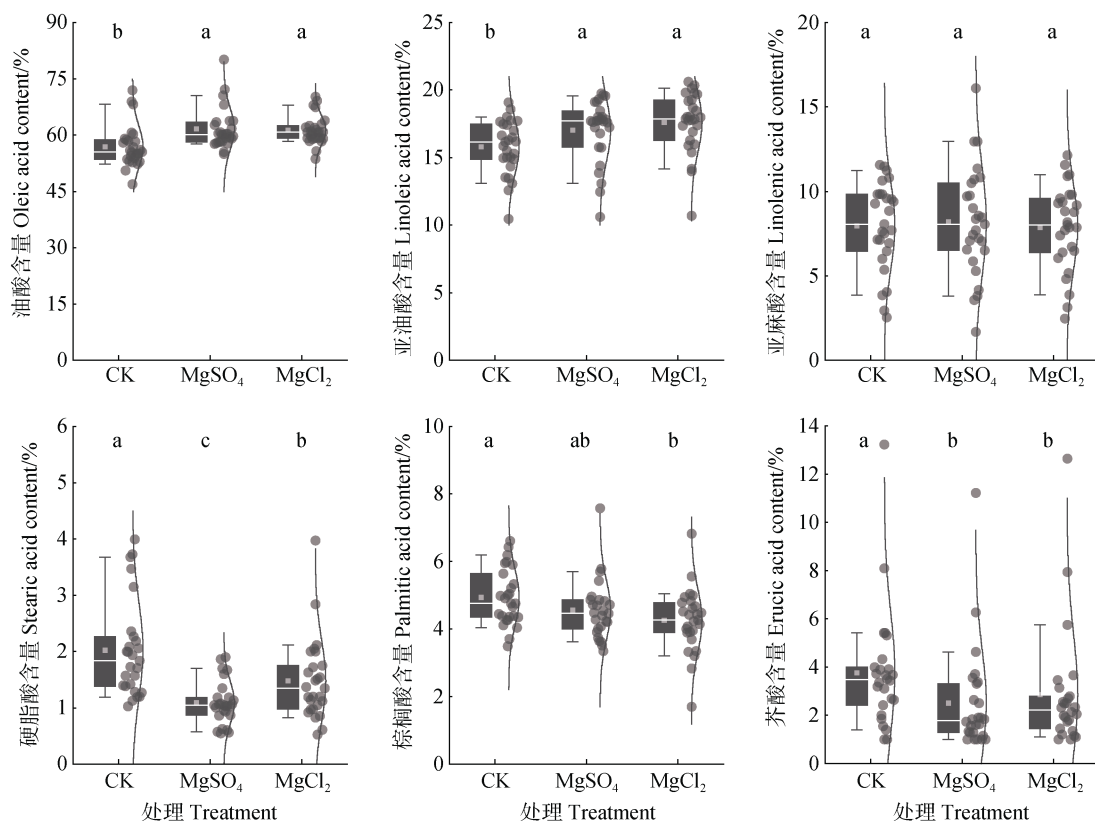 油酸含量 Oleic acid content/%
90
75
60
45
30
15
0
b
a
a
CK
MgSO₄
MgCl₂
亚油酸含量 Linoleic acid content/%
25
20
15
10
5
0
b
a
a
CK
MgSO₄
MgCl₂
亚麻酸含量 Linolenic acid content/%
20
15
10
5
0
a
a
a
CK
MgSO₄
MgCl₂
硬脂酸含量 Stearic acid content/%
6
5
4
3
2
1
0
a
c
b
CK
MgSO₄
MgCl₂
处理 Treatment
棕榈酸含量 Palmitic acid content/%
10
8
6
4
2
0
a
ab
b
CK
MgSO₄
MgCl₂
处理 Treatment
芥酸含量 Erucic acid content/%
14
12
10
8
6
4
2
0
a
b
b
CK
MgSO₄
MgCl₂
处理 Treatment